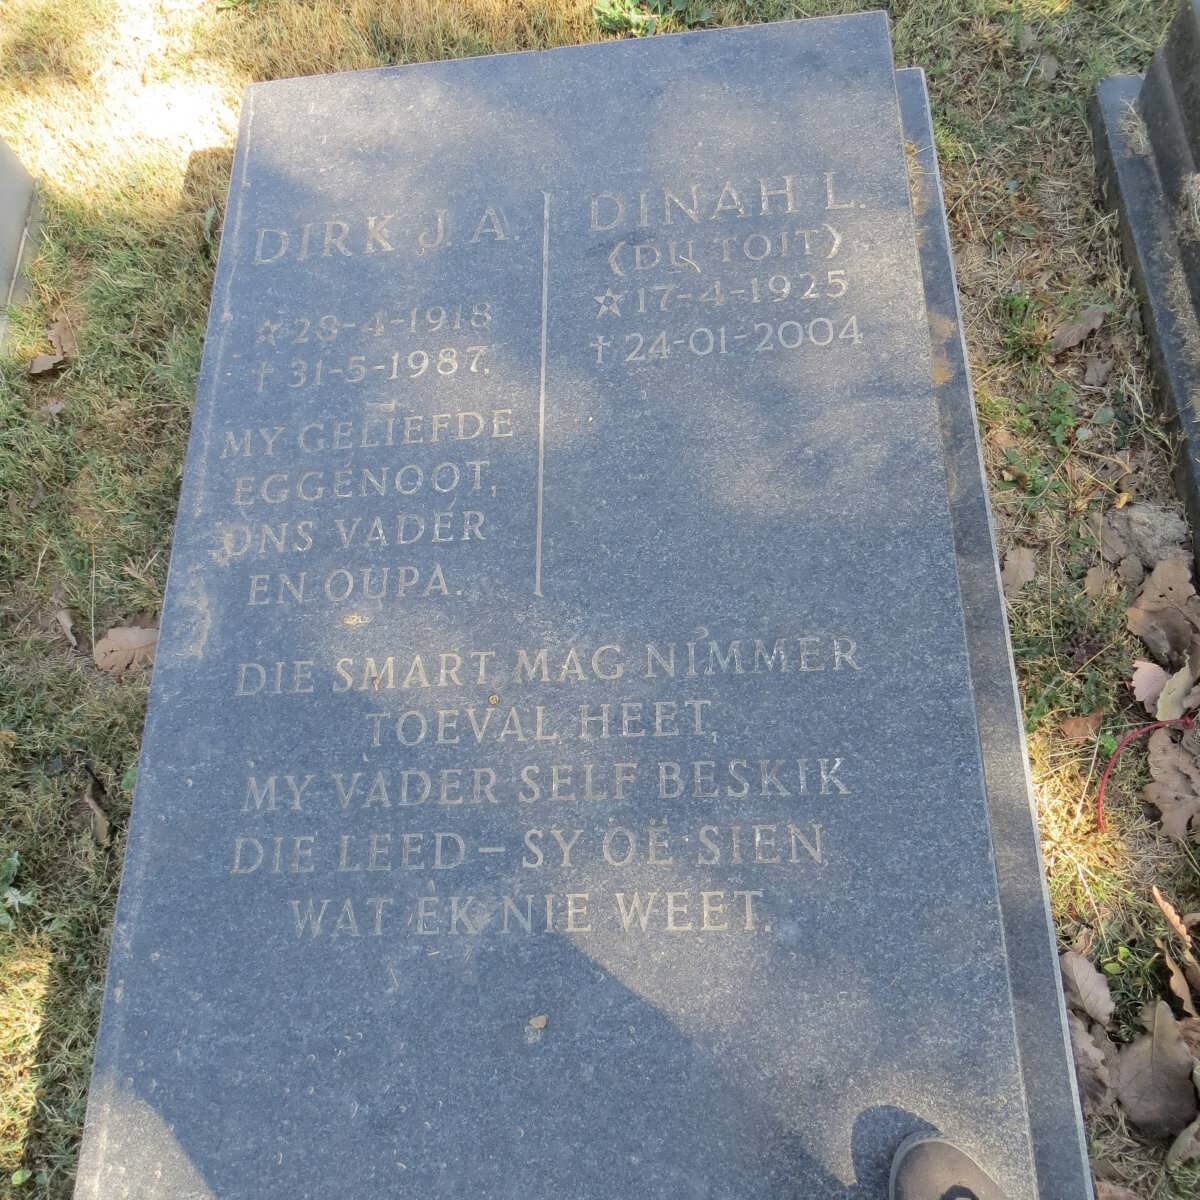 DIRK J. A.
☆ 28-4-1918
† 31-5-1987.
MY GELIEFDE
EGGENOOT,
ONS VADER
EN OUPA.
DINAH L.
(DU TOIT)
☆ 17-4-1925
† 24-01-2004
DIE SMART MAG NIMMER
TOEVAL HEET,
MY VADER SELF BESKIK
DIE LEED – SY OË SIEN
WAT EK NIE WEET.